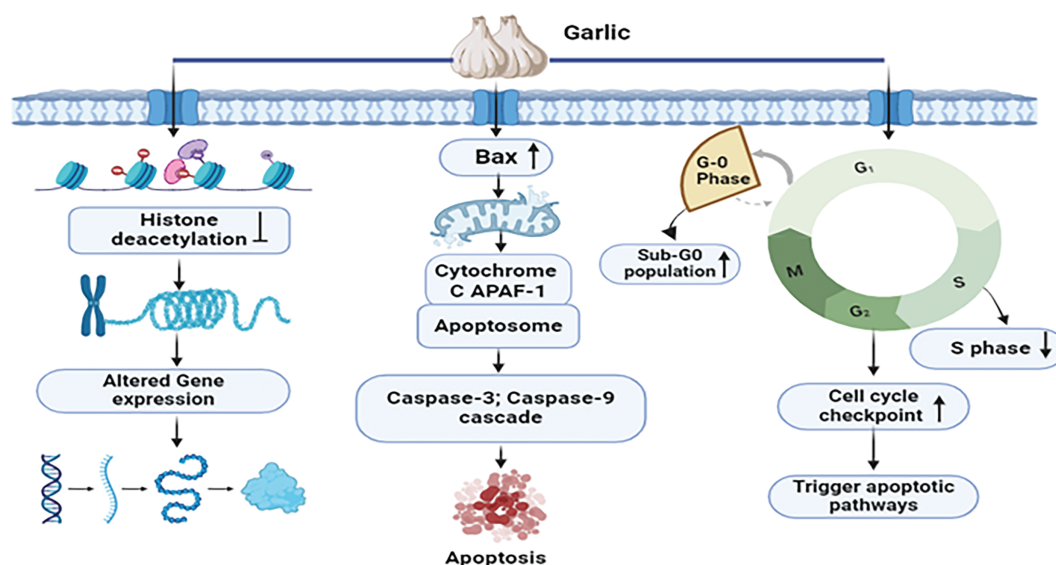 Garlic
Histone
deacetylation
Altered Gene
expression
Bax ↑
Cytochrome
C APAF-1
Apoptosome
Caspase-3; Caspase-9
cascade
Apoptosis
G-0
Phase
Sub-G0
population ↑
G₁
S
G₂
M
S phase ↓
Cell cycle
checkpoint ↑
Trigger apoptotic
pathways